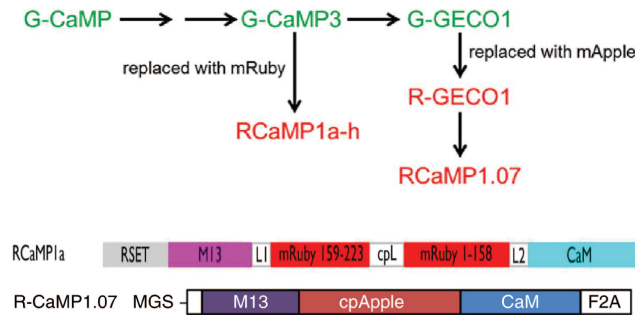 G-CaMP G-CaMP3 G-GECO1
replaced with mRuby replaced with mApple
R-GECO1
RCaMP1a-h
RCaMP1.07
RCaMP1a RSET M13 L1 mRuby 159-223 cpL mRuby 1-158 L2 CaM
R-CaMP1.07 MGS M13 cpApple CaM F2A